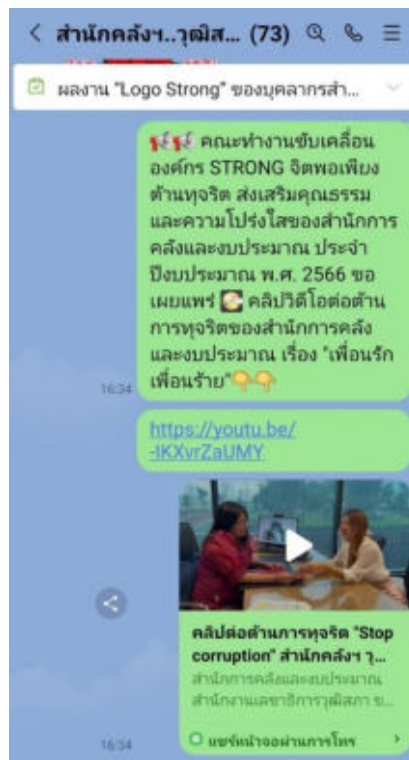 สำนักคลังฯ..วุฒิส... (73)
ผลงาน "Logo Strong" ของบุคลากรสำ...
คณะทำงานขับเคลื่อน
องค์กร STRONG จิตพอเพียง
ต้านทุจริต ส่งเสริมคุณธรรม
และความโปร่งใสของสำนักการ
คลังและงบประมาณ ประจำ
ปีงบประมาณ พ.ศ. 2566 ขอ
เผยแพร่ คลิปวิดีโอต่อต้าน
การทุจริตของสำนักการคลัง
และงบประมาณ เรื่อง "เพื่อนรัก
เพื่อนร้าย"
16:34
https://youtu.be/
-IKXvrZaUMY
คลิปต่อต้านการทุจริต "Stop
corruption" สำนักคลังฯ วุ...
สำนักการคลังและงบประมาณ
สำนักงานเลขาธิการวุฒิสภา ข...
แชร์หน้าจอผ่านการโทร
16:34